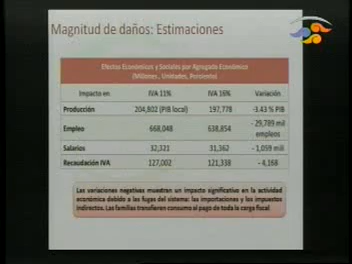 Magnitud de daños: Estimaciones
Efectos Económicos y Sociales por Agregado Económico
(Millones, Unidades, Porciento)
Impacto en IVA 11% IVA 16% Variación
Producción 204,802 (PIB local) 197,778 -3.43 % PIB
Empleo 668,048 638,854 - 29,789 mil
empleos
Salarios 32,321 31,362 - 1,059 mill
Recaudación IVA 127,002 121,338 - 4,168
Las variaciones negativas muestran un impacto significativo en la actividad
económica debido a las fugas del sistema: las importaciones y los impuestos
indirectos. Las familias transfieren consumo al pago de toda la carga fiscal